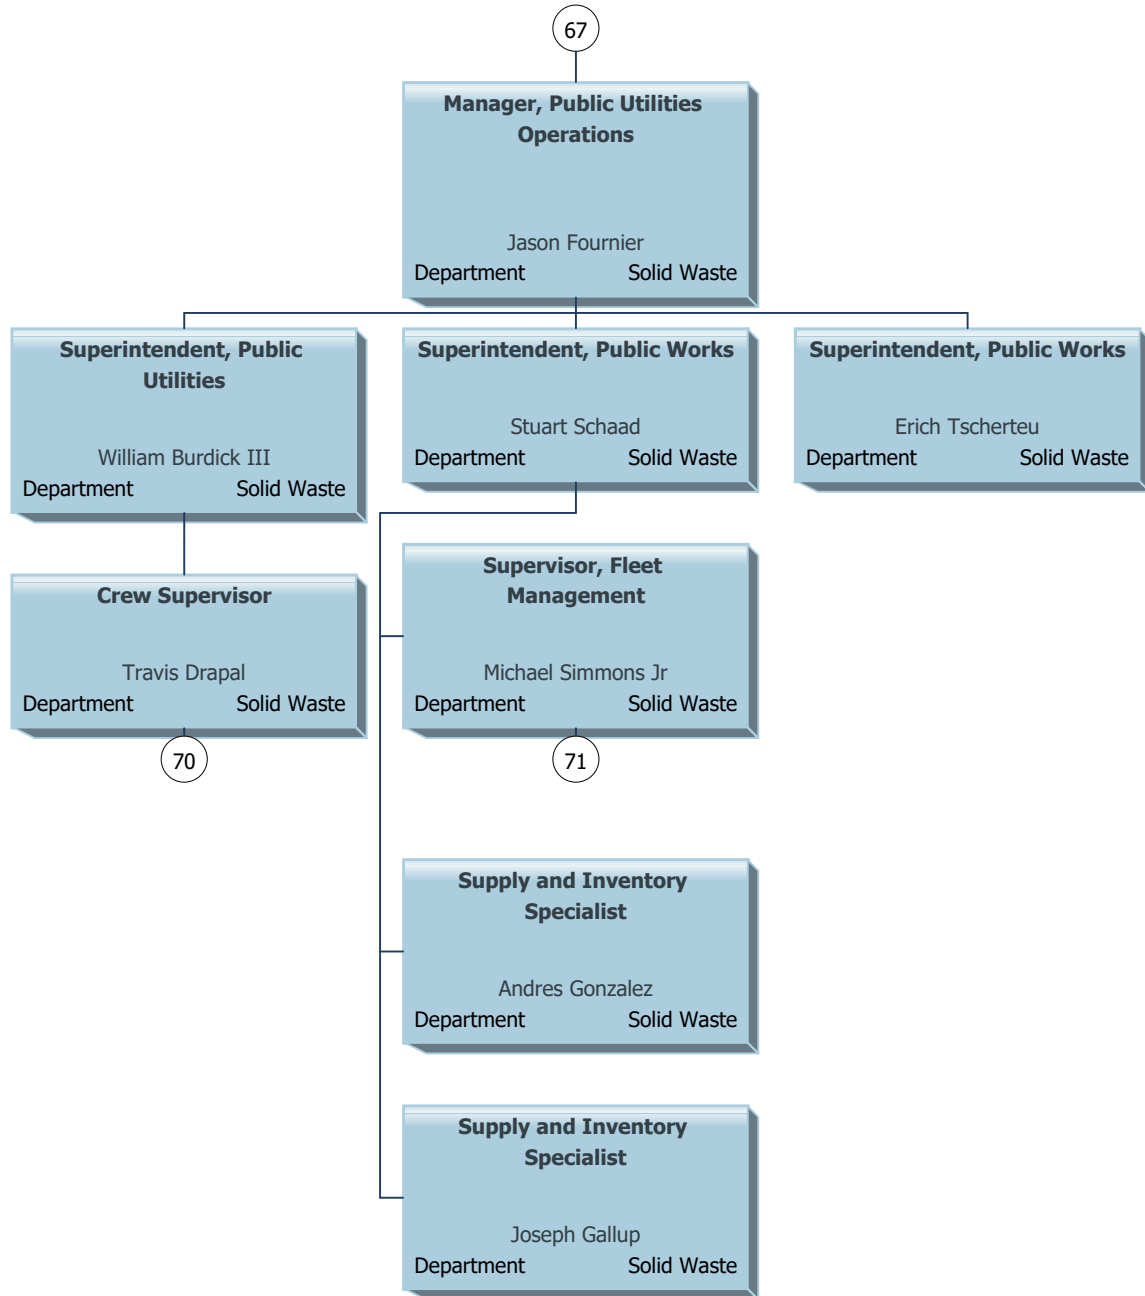 67
Manager, Public Utilities
Operations
Jason Fournier
Department Solid Waste
Superintendent, Public
Utilities
William Burdick III
Department Solid Waste
Superintendent, Public Works
Stuart Schaad
Department Solid Waste
Superintendent, Public Works
Erich Tscherteu
Department Solid Waste
Crew Supervisor
Travis Drapal
Department Solid Waste
70
Supervisor, Fleet
Management
Michael Simmons Jr
Department Solid Waste
71
Supply and Inventory
Specialist
Andres Gonzalez
Department Solid Waste
Supply and Inventory
Specialist
Joseph Gallup
Department Solid Waste